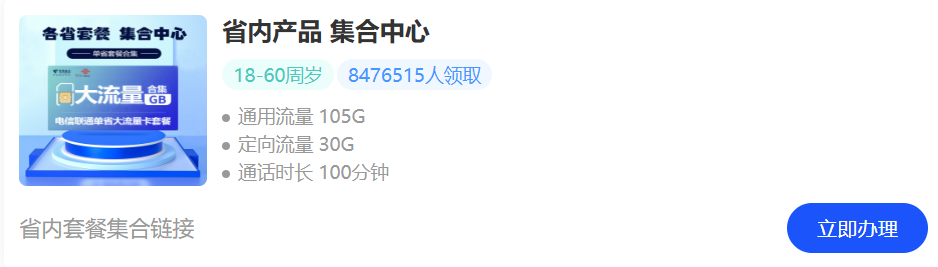 各省套餐 集合中心
单省套餐合集
大流量
合集
GB
电信联通单省大流量卡套餐
省内产品 集合中心
18-60周岁
8476515人领取
通用流量 105G
定向流量 30G
通话时长 100分钟
省内套餐集合链接
立即办理